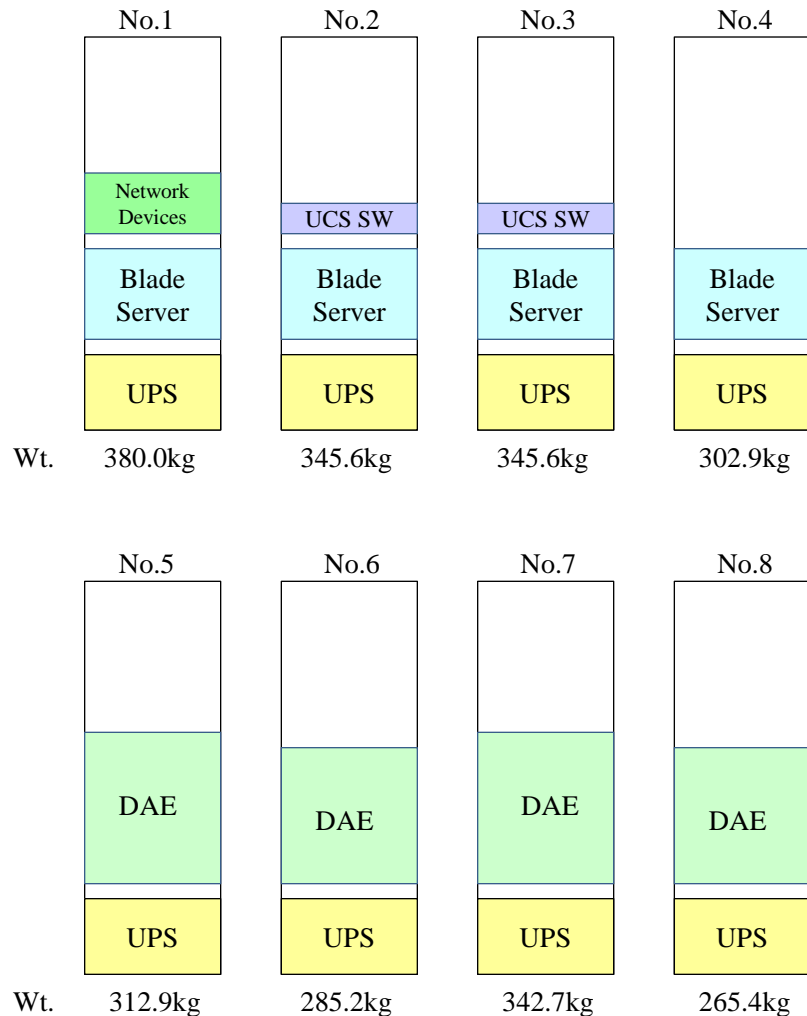 No.1 No.2 No.3 No.4
Network
Devices
UCS SW UCS SW
Blade Blade Blade Blade
Server Server Server Server
UPS UPS UPS UPS
Wt. 380.0kg 345.6kg 345.6kg 302.9kg
No.5 No.6 No.7 No.8
DAE DAE DAE DAE
UPS UPS UPS UPS
Wt. 312.9kg 285.2kg 342.7kg 265.4kg